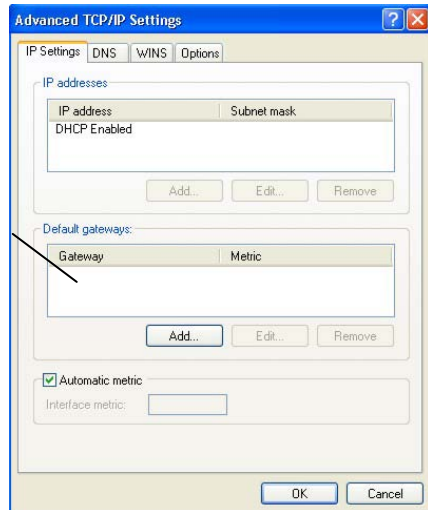 Advanced TCP/IP Settings
IP Settings DNS WINS Options
IP addresses
IP address Subnet mask
DHCP Enabled
Add... Edit... Remove
Default gateways:
Gateway Metric
Add... Edit... Remove
Automatic metric
Interface metric:
OK Cancel